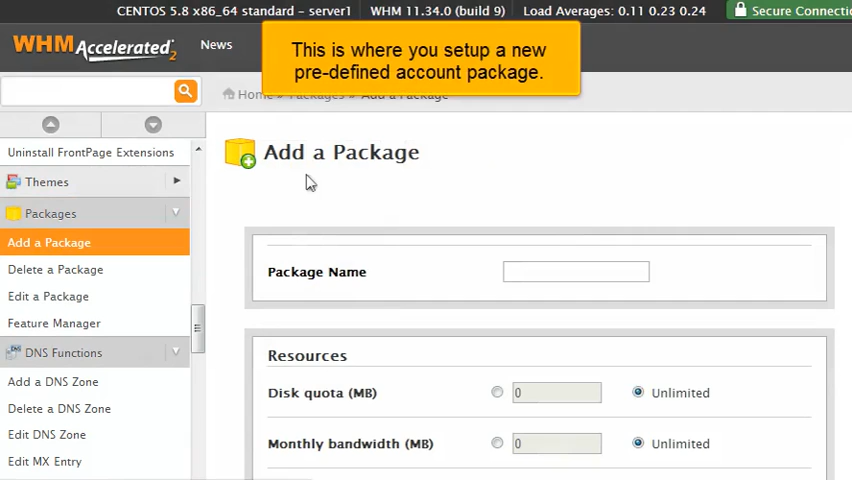 CENTOS 5.8 x86_64 standard – server1 WHM 11.34.0 (build 9) Load Averages: 0.11 0.23 0.24 Secure Connectio
WHM Accelerated2 News
This is where you setup a new
pre-defined account package.
Home » Packages » Add a Package
Uninstall FrontPage Extensions
Themes
Packages
Add a Package
Delete a Package
Edit a Package
Feature Manager
DNS Functions
Add a DNS Zone
Delete a DNS Zone
Edit DNS Zone
Edit MX Entry
Add a Package
Package Name
Resources
Disk quota (MB) 0 Unlimited
Monthly bandwidth (MB) 0 Unlimited